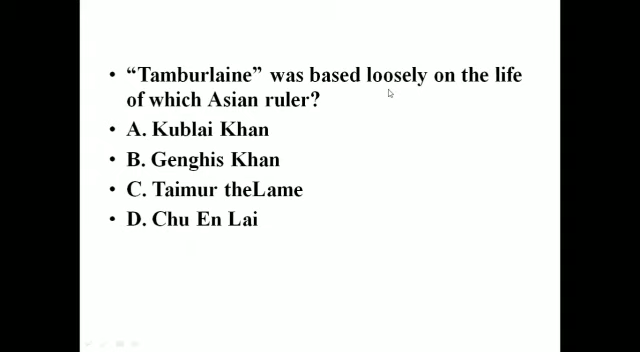 • “Tamburlaine” was based loosely on the life
of which Asian ruler?
• A. Kublai Khan
• B. Genghis Khan
• C. Taimur theLame
• D. Chu En Lai